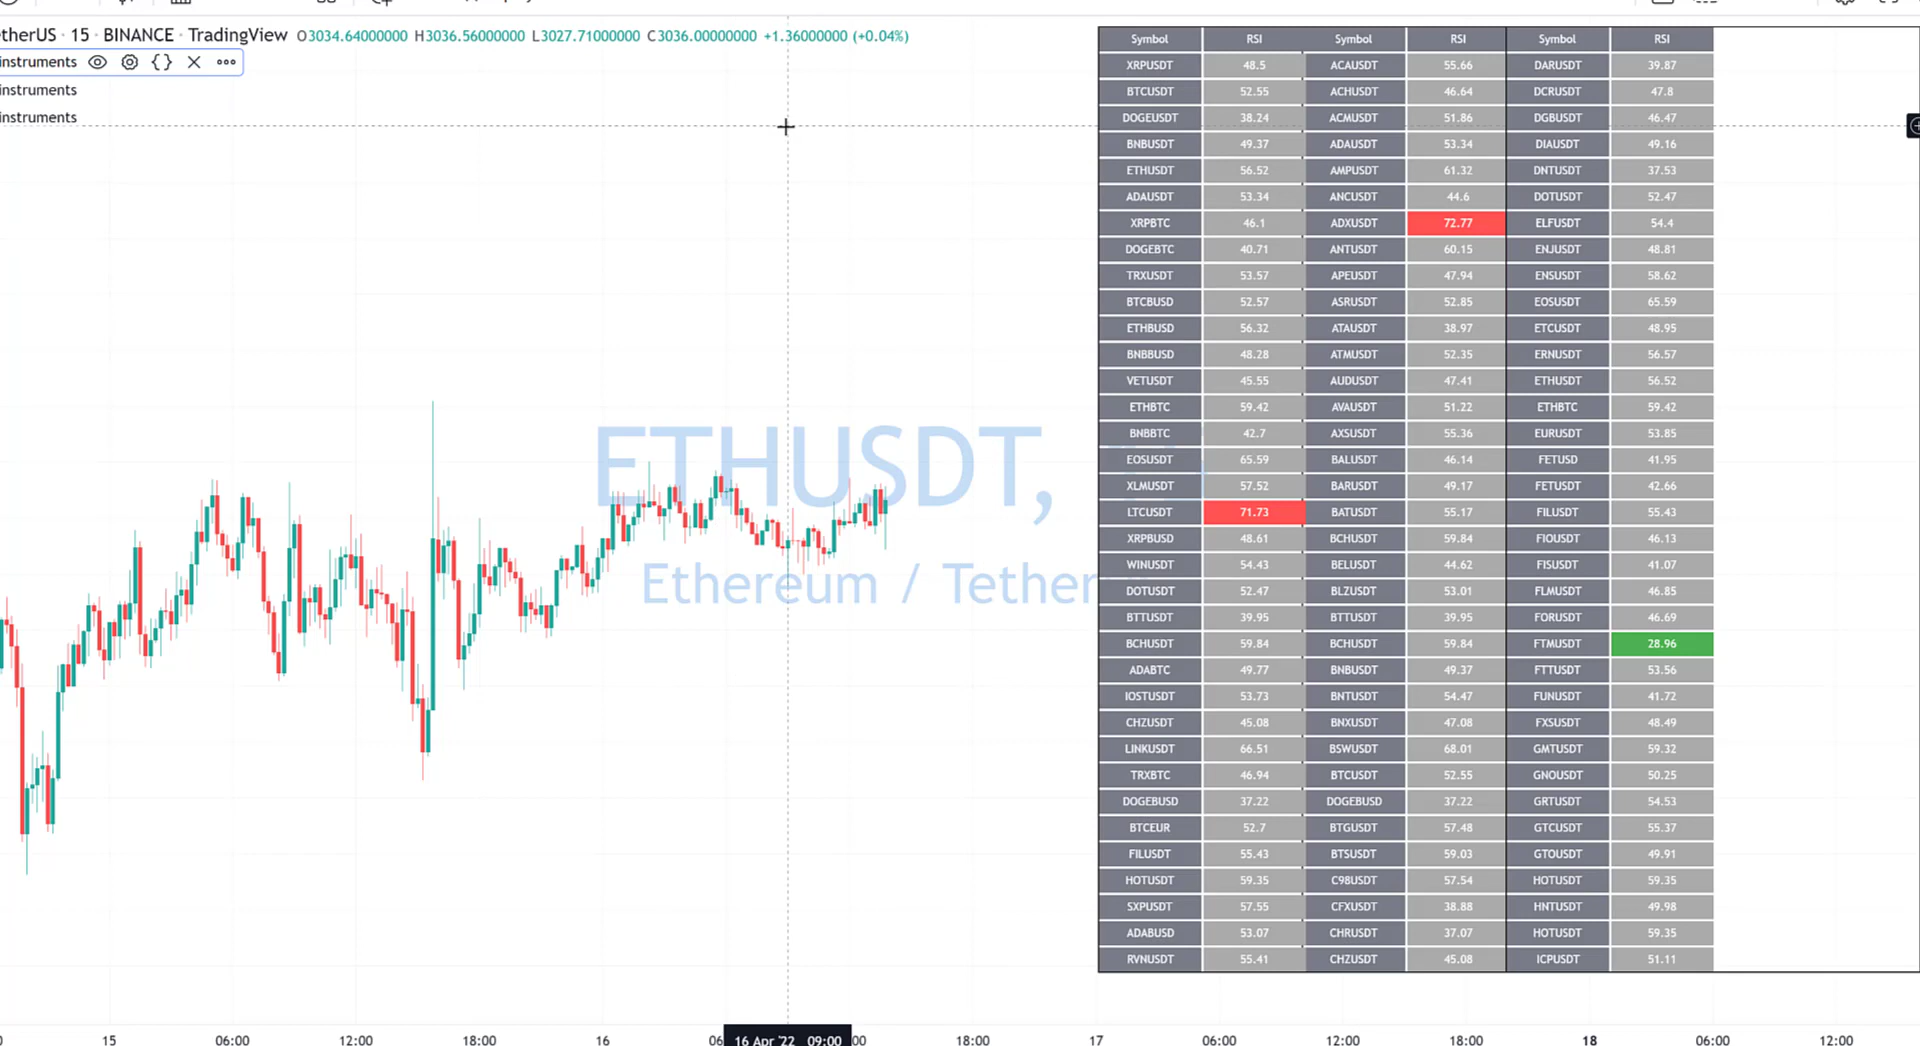 etherUS · 15 · BINANCE · TradingView O3034.64000000 H3036.56000000 L3027.71000000 C3036.00000000 +1.36000000 (+0.04%)
instruments
instruments
instruments
ETHUSDT,
Ethereum / Tether
Symbol RSI Symbol RSI Symbol RSI
XRPUSDT 48.5 ACAUSDT 55.66 DARUSDT 39.87
BTCUSDT 52.55 ACHUSDT 46.64 DCRUSDT 47.8
DOGEUSDT 38.24 ACMUSDT 51.86 DGBUSDT 46.47
BNBUSDT 49.37 ADAUSDT 53.34 DIAUSDT 49.16
ETHUSDT 56.52 AMPUSDT 61.32 DNTUSDT 37.53
ADAUSDT 53.34 ANCUSDT 44.6 DOTUSDT 52.47
XRPBTC 46.1 ADXUSDT 72.77 ELFUSDT 54.4
DOGEBTC 40.71 ANTUSDT 60.15 ENJUSDT 48.81
TRXUSDT 53.57 APEUSDT 47.94 ENSUSDT 58.62
BTCBUSD 52.57 ASRUSDT 52.85 EOSUSDT 65.59
ETHBUSD 56.32 ATAUSDT 38.97 ETCUSDT 48.95
BNBBUSD 48.28 ATMUSDT 52.35 ERNUSDT 56.57
VETUSDT 45.55 AUDUSDT 47.41 ETHUSDT 56.52
ETHBTC 59.42 AVAUSDT 51.22 ETHBTC 59.42
BNBBTC 42.7 AXSUSDT 55.36 EURUSDT 53.85
EOSUSDT 65.59 BALUSDT 46.14 FETUSD 41.95
XLMUSDT 57.52 BARUSDT 49.17 FETUSDT 42.66
LTCUSDT 71.73 BATUSDT 55.17 FILUSDT 55.43
XRPBUSD 48.61 BCHUSDT 59.84 FIOUSDT 46.13
WINUSDT 54.43 BELUSDT 44.62 FISUSDT 41.07
DOTUSDT 52.47 BLZUSDT 53.01 FLMUSDT 46.85
BTTUSDT 39.95 BTTUSDT 39.95 FORUSDT 46.69
BCHUSDT 59.84 BCHUSDT 59.84 FTMUSDT 28.96
ADABTC 49.77 BNBUSDT 49.37 FTTUSDT 53.56
IOSTUSDT 53.73 BNTUSDT 54.47 FUNUSDT 41.72
CHZUSDT 45.08 BNXUSDT 47.08 FXSUSDT 48.49
LINKUSDT 66.51 BSWUSDT 68.01 GMTUSDT 59.32
TRXBTC 46.94 BTCUSDT 52.55 GNOUSDT 50.25
DOGEBUSD 37.22 DOGEBUSD 37.22 GRTUSDT 54.53
BTCEUR 52.7 BTGUSDT 57.48 GTCUSDT 55.37
FILUSDT 55.43 BTSUSDT 59.03 GTOUSDT 49.91
HOTUSDT 59.35 C98USDT 57.54 HOTUSDT 59.35
SXPUSDT 57.55 CFXUSDT 38.88 HNTUSDT 49.98
ADABUSD 53.07 CHRUSDT 37.07 HOTUSDT 59.35
RVNUSDT 55.41 CHZUSDT 45.08 ICPUSDT 51.11
15 06:00 12:00 18:00 16 06 16 Apr '22 09:00 00 18:00 17 06:00 12:00 18:00 18 06:00 12:00